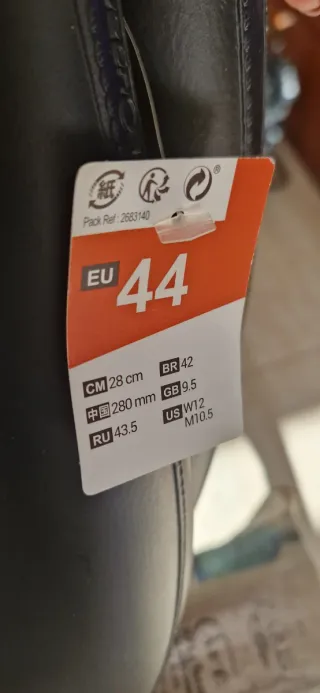 紙
®
Pack Ref : 2683140
EU 44
CM 28 cm
BR 42
中国 280 mm
GB 9.5
RU 43.5
US W12
M10.5